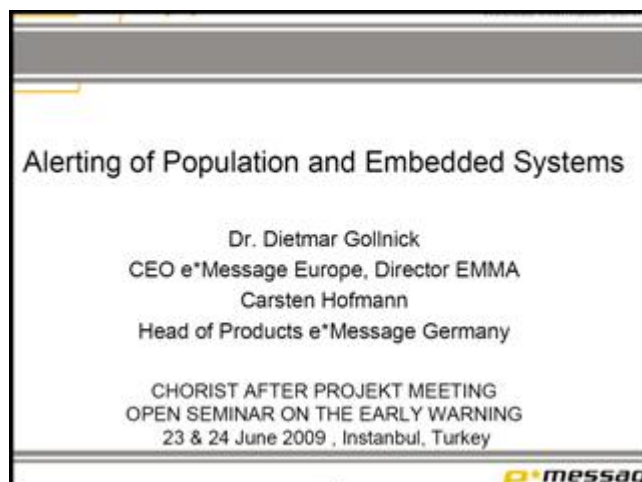 Alerting of Population and Embedded Systems
Dr. Dietmar Gollnick
CEO e*Message Europe, Director EMMA
Carsten Hofmann
Head of Products e*Message Germany
CHORIST AFTER PROJEKT MEETING
OPEN SEMINAR ON THE EARLY WARNING
23 & 24 June 2009 , Instanbul, Turkey
e*messag